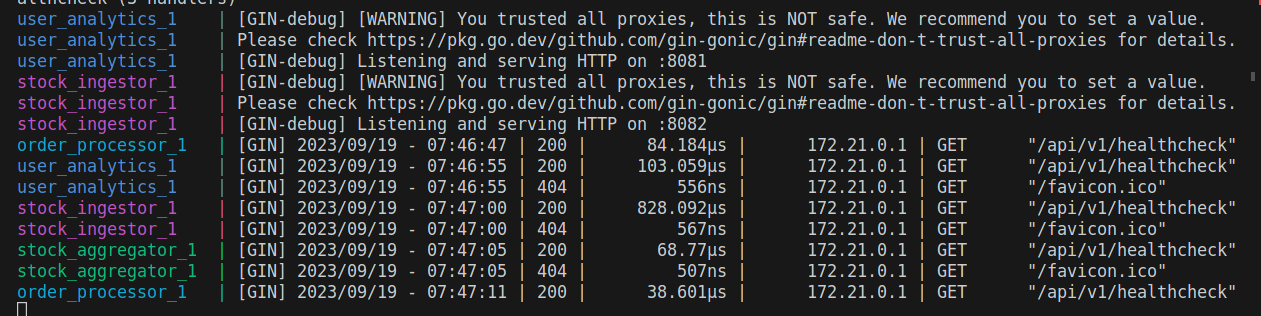 althcheck (3 handlers)
user_analytics_1 | [GIN-debug] [WARNING] You trusted all proxies, this is NOT safe. We recommend you to set a value.
user_analytics_1 | Please check https://pkg.go.dev/github.com/gin-gonic/gin#readme-don-t-trust-all-proxies for details.
user_analytics_1 | [GIN-debug] Listening and serving HTTP on :8081
stock_ingestor_1 | [GIN-debug] [WARNING] You trusted all proxies, this is NOT safe. We recommend you to set a value.
stock_ingestor_1 | Please check https://pkg.go.dev/github.com/gin-gonic/gin#readme-don-t-trust-all-proxies for details.
stock_ingestor_1 | [GIN-debug] Listening and serving HTTP on :8082
order_processor_1 | [GIN] 2023/09/19 - 07:46:47 | 200 | 84.184µs | 172.21.0.1 | GET "/api/v1/healthcheck"
user_analytics_1 | [GIN] 2023/09/19 - 07:46:55 | 200 | 103.059µs | 172.21.0.1 | GET "/api/v1/healthcheck"
user_analytics_1 | [GIN] 2023/09/19 - 07:46:55 | 404 | 556ns | 172.21.0.1 | GET "/favicon.ico"
stock_ingestor_1 | [GIN] 2023/09/19 - 07:47:00 | 200 | 828.092µs | 172.21.0.1 | GET "/api/v1/healthcheck"
stock_ingestor_1 | [GIN] 2023/09/19 - 07:47:00 | 404 | 567ns | 172.21.0.1 | GET "/favicon.ico"
stock_aggregator_1 | [GIN] 2023/09/19 - 07:47:05 | 200 | 68.77µs | 172.21.0.1 | GET "/api/v1/healthcheck"
stock_aggregator_1 | [GIN] 2023/09/19 - 07:47:05 | 404 | 507ns | 172.21.0.1 | GET "/favicon.ico"
order_processor_1 | [GIN] 2023/09/19 - 07:47:11 | 200 | 38.601µs | 172.21.0.1 | GET "/api/v1/healthcheck"